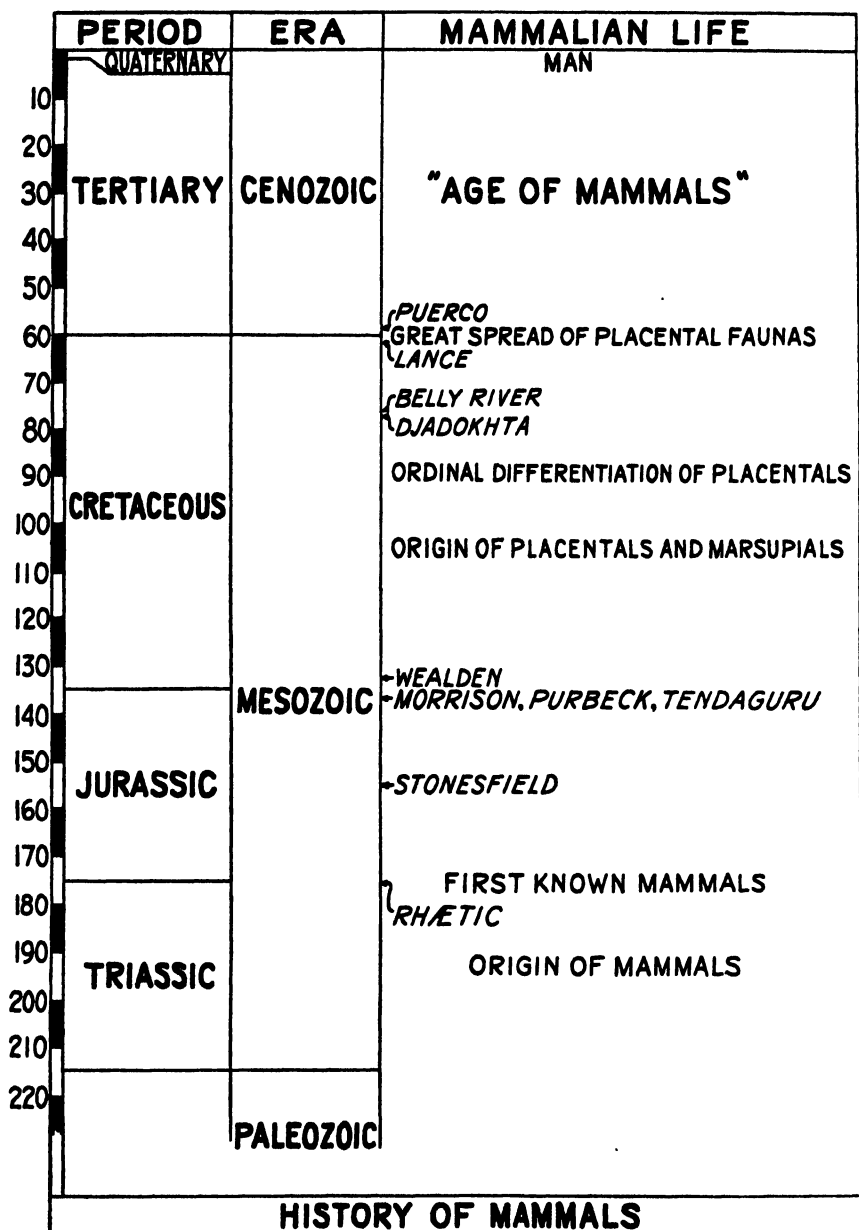 PERIOD ERA MAMMALIAN LIFE
QUATERNARY MAN
10
20
TERTIARY CENOZOIC "AGE OF MAMMALS"
30
40
50
PUERCO
60 GREAT SPREAD OF PLACENTAL FAUNAS
LANCE
70
BELLY RIVER
80 DJADOKHTA
90 ORDINAL DIFFERENTIATION OF PLACENTALS
CRETACEOUS
100
ORIGIN OF PLACENTALS AND MARSUPIALS
110
120
130 WEALDEN
MESOZOIC MORRISON, PURBECK, TENDAGURU
140
150
JURASSIC STONESFIELD
160
170
FIRST KNOWN MAMMALS
180 RHÆTIC
190
TRIASSIC ORIGIN OF MAMMALS
200
210
220
PALEOZOIC
HISTORY OF MAMMALS